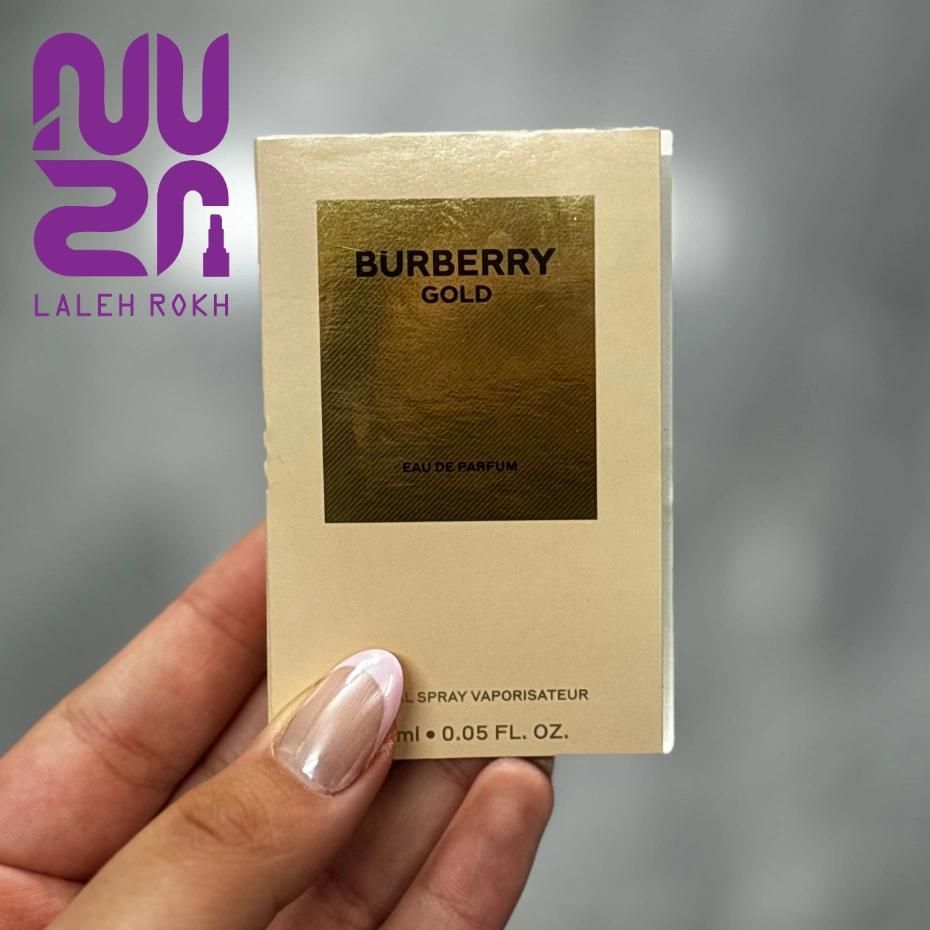 LALEH ROKH
BURBERRY
GOLD
EAU DE PARFUM
SPRAY VAPORISATEUR
ml • 0.05 FL. OZ.